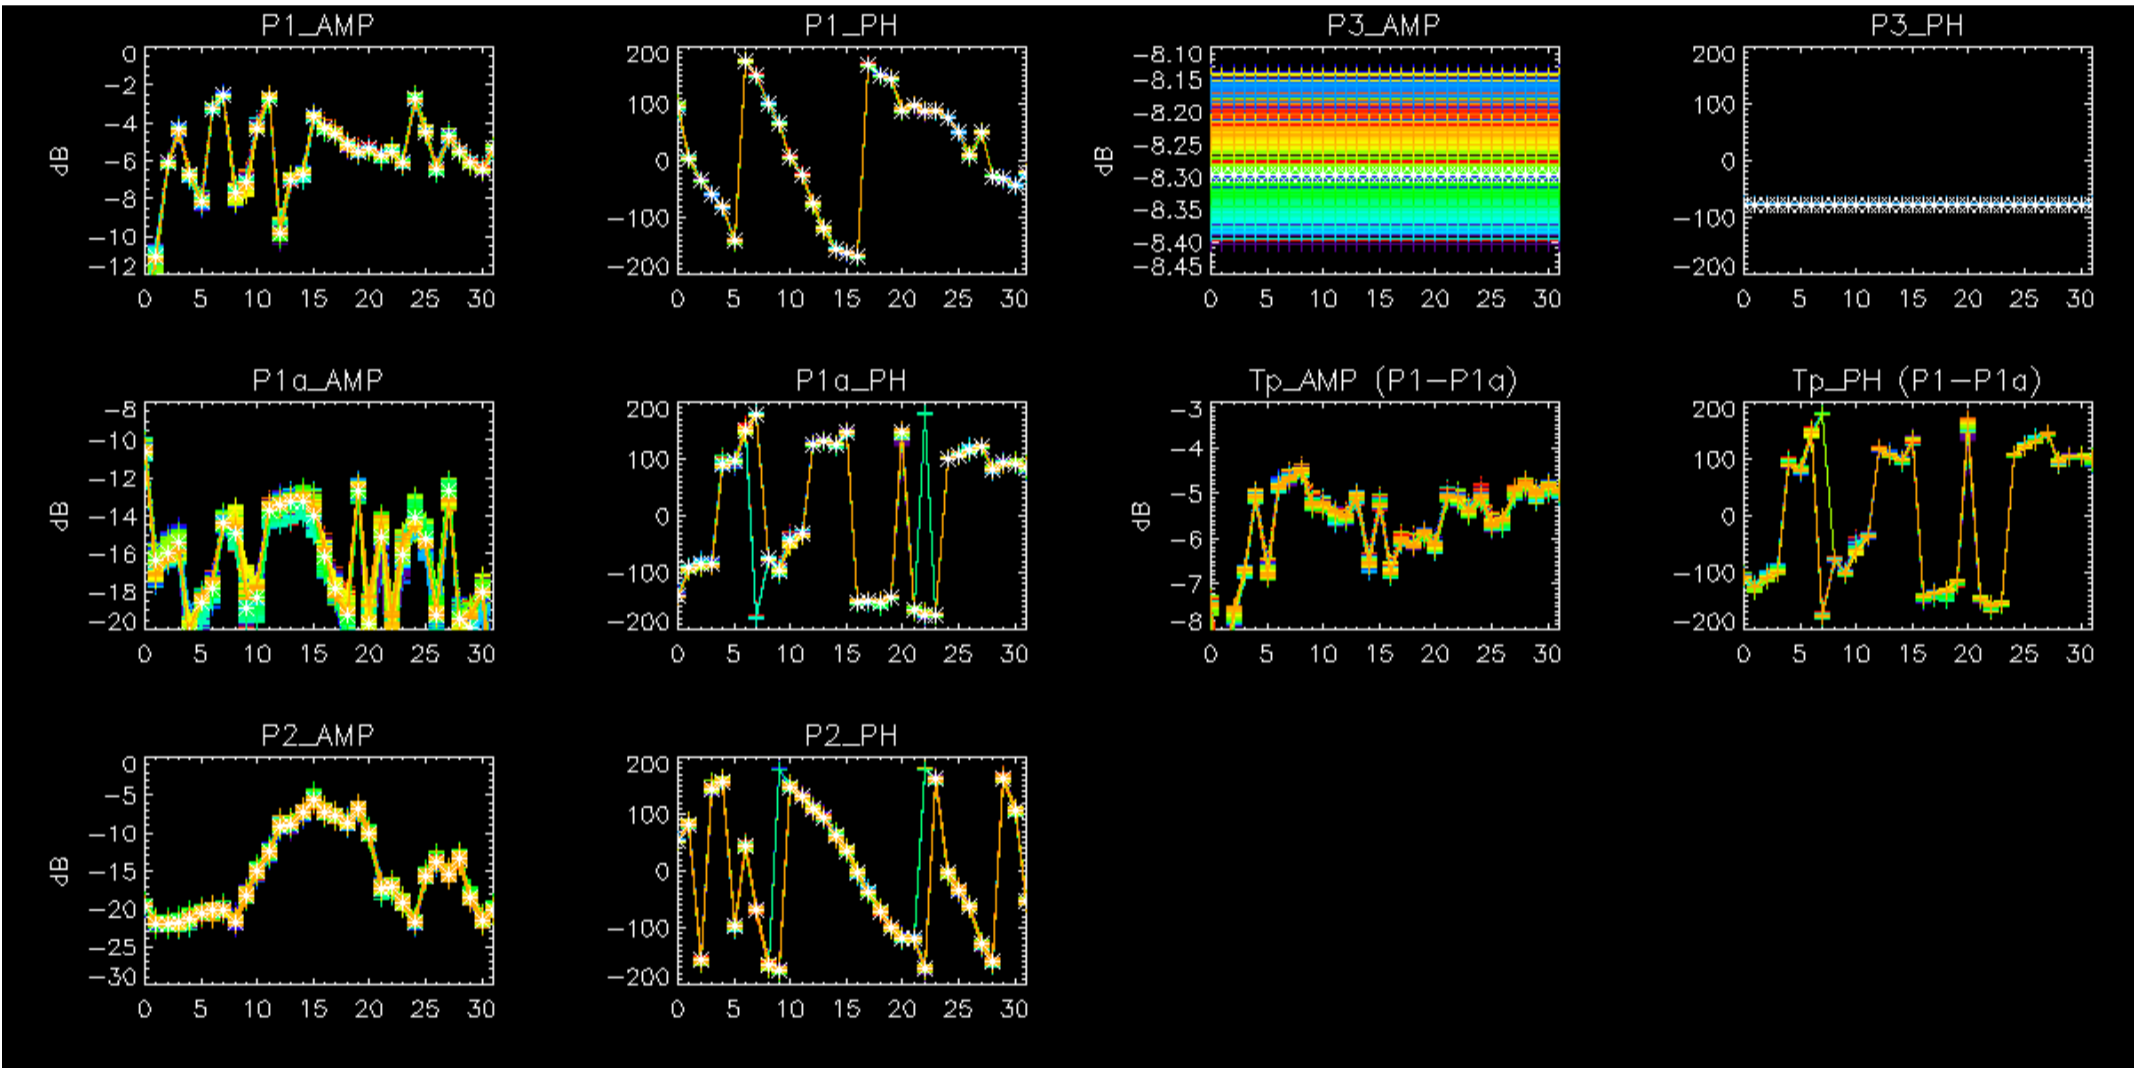 P1_AMP
P1_PH
P3_AMP
P3_PH
dB
0
−2
−4
−6
−8
−10
−12
0 5 10 15 20 25 30
200
100
0
−100
−200
0 5 10 15 20 25 30
dB
−8.10
−8.15
−8.20
−8.25
−8.30
−8.35
−8.40
−8.45
0 5 10 15 20 25 30
200
100
0
−100
−200
0 5 10 15 20 25 30
P1a_AMP
P1a_PH
Tp_AMP (P1−P1a)
Tp_PH (P1−P1a)
dB
−8
−10
−12
−14
−16
−18
−20
0 5 10 15 20 25 30
200
100
0
−100
−200
0 5 10 15 20 25 30
dB
−3
−4
−5
−6
−7
−8
0 5 10 15 20 25 30
200
100
0
−100
−200
0 5 10 15 20 25 30
P2_AMP
P2_PH
dB
0
−5
−10
−15
−20
−25
−30
0 5 10 15 20 25 30
200
100
0
−100
−200
0 5 10 15 20 25 30